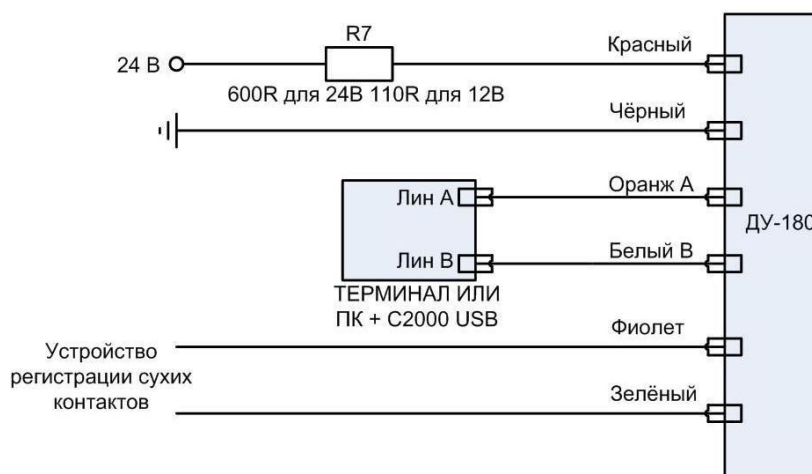 R7
Красный
24 В
600R для 24В 110R для 12В
Чёрный
Лин А
Оранж А
ДУ-180
Лин В
Белый В
ТЕРМИНАЛ ИЛИ
ПК + С2000 USB
Фиолет
Устройство
регистрации сухих
контактов
Зелёный